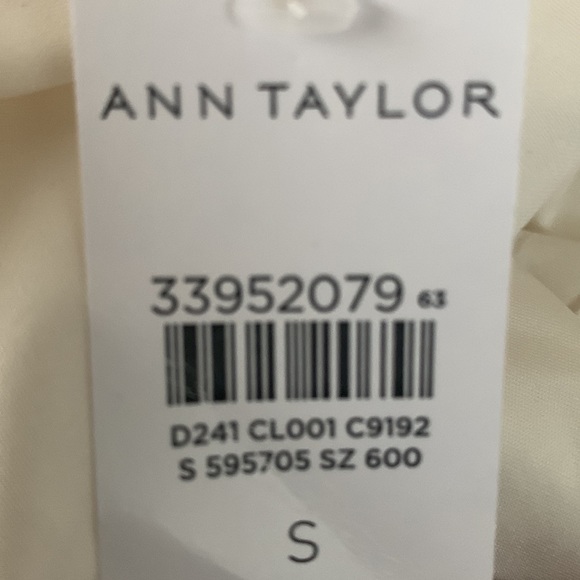 ANN TAYLOR
33952079 63
D241 CL001 C9192
S 595705 SZ 600
S